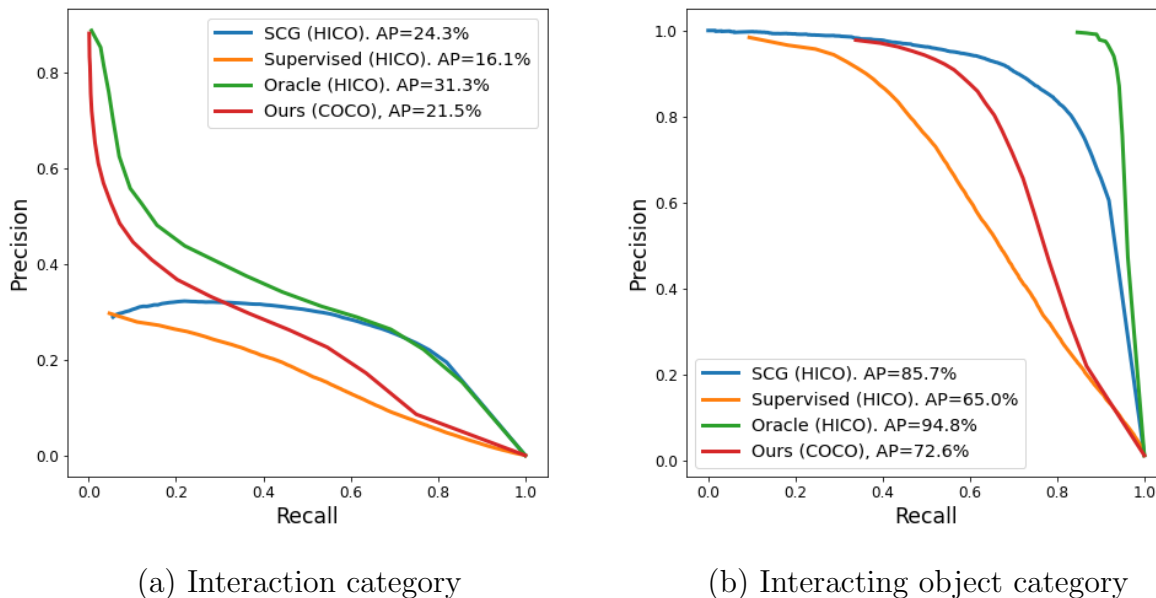 SCG (HICO). AP=24.3%
Supervised (HICO). AP=16.1%
Oracle (HICO). AP=31.3%
Ours (COCO), AP=21.5%
Precision
0.8
0.6
0.4
0.2
0.0
0.0 0.2 0.4 0.6 0.8 1.0
Recall
(a) Interaction category
SCG (HICO). AP=85.7%
Supervised (HICO). AP=65.0%
Oracle (HICO). AP=94.8%
Ours (COCO), AP=72.6%
Precision
1.0
0.8
0.6
0.4
0.2
0.0
0.0 0.2 0.4 0.6 0.8 1.0
Recall
(b) Interacting object category